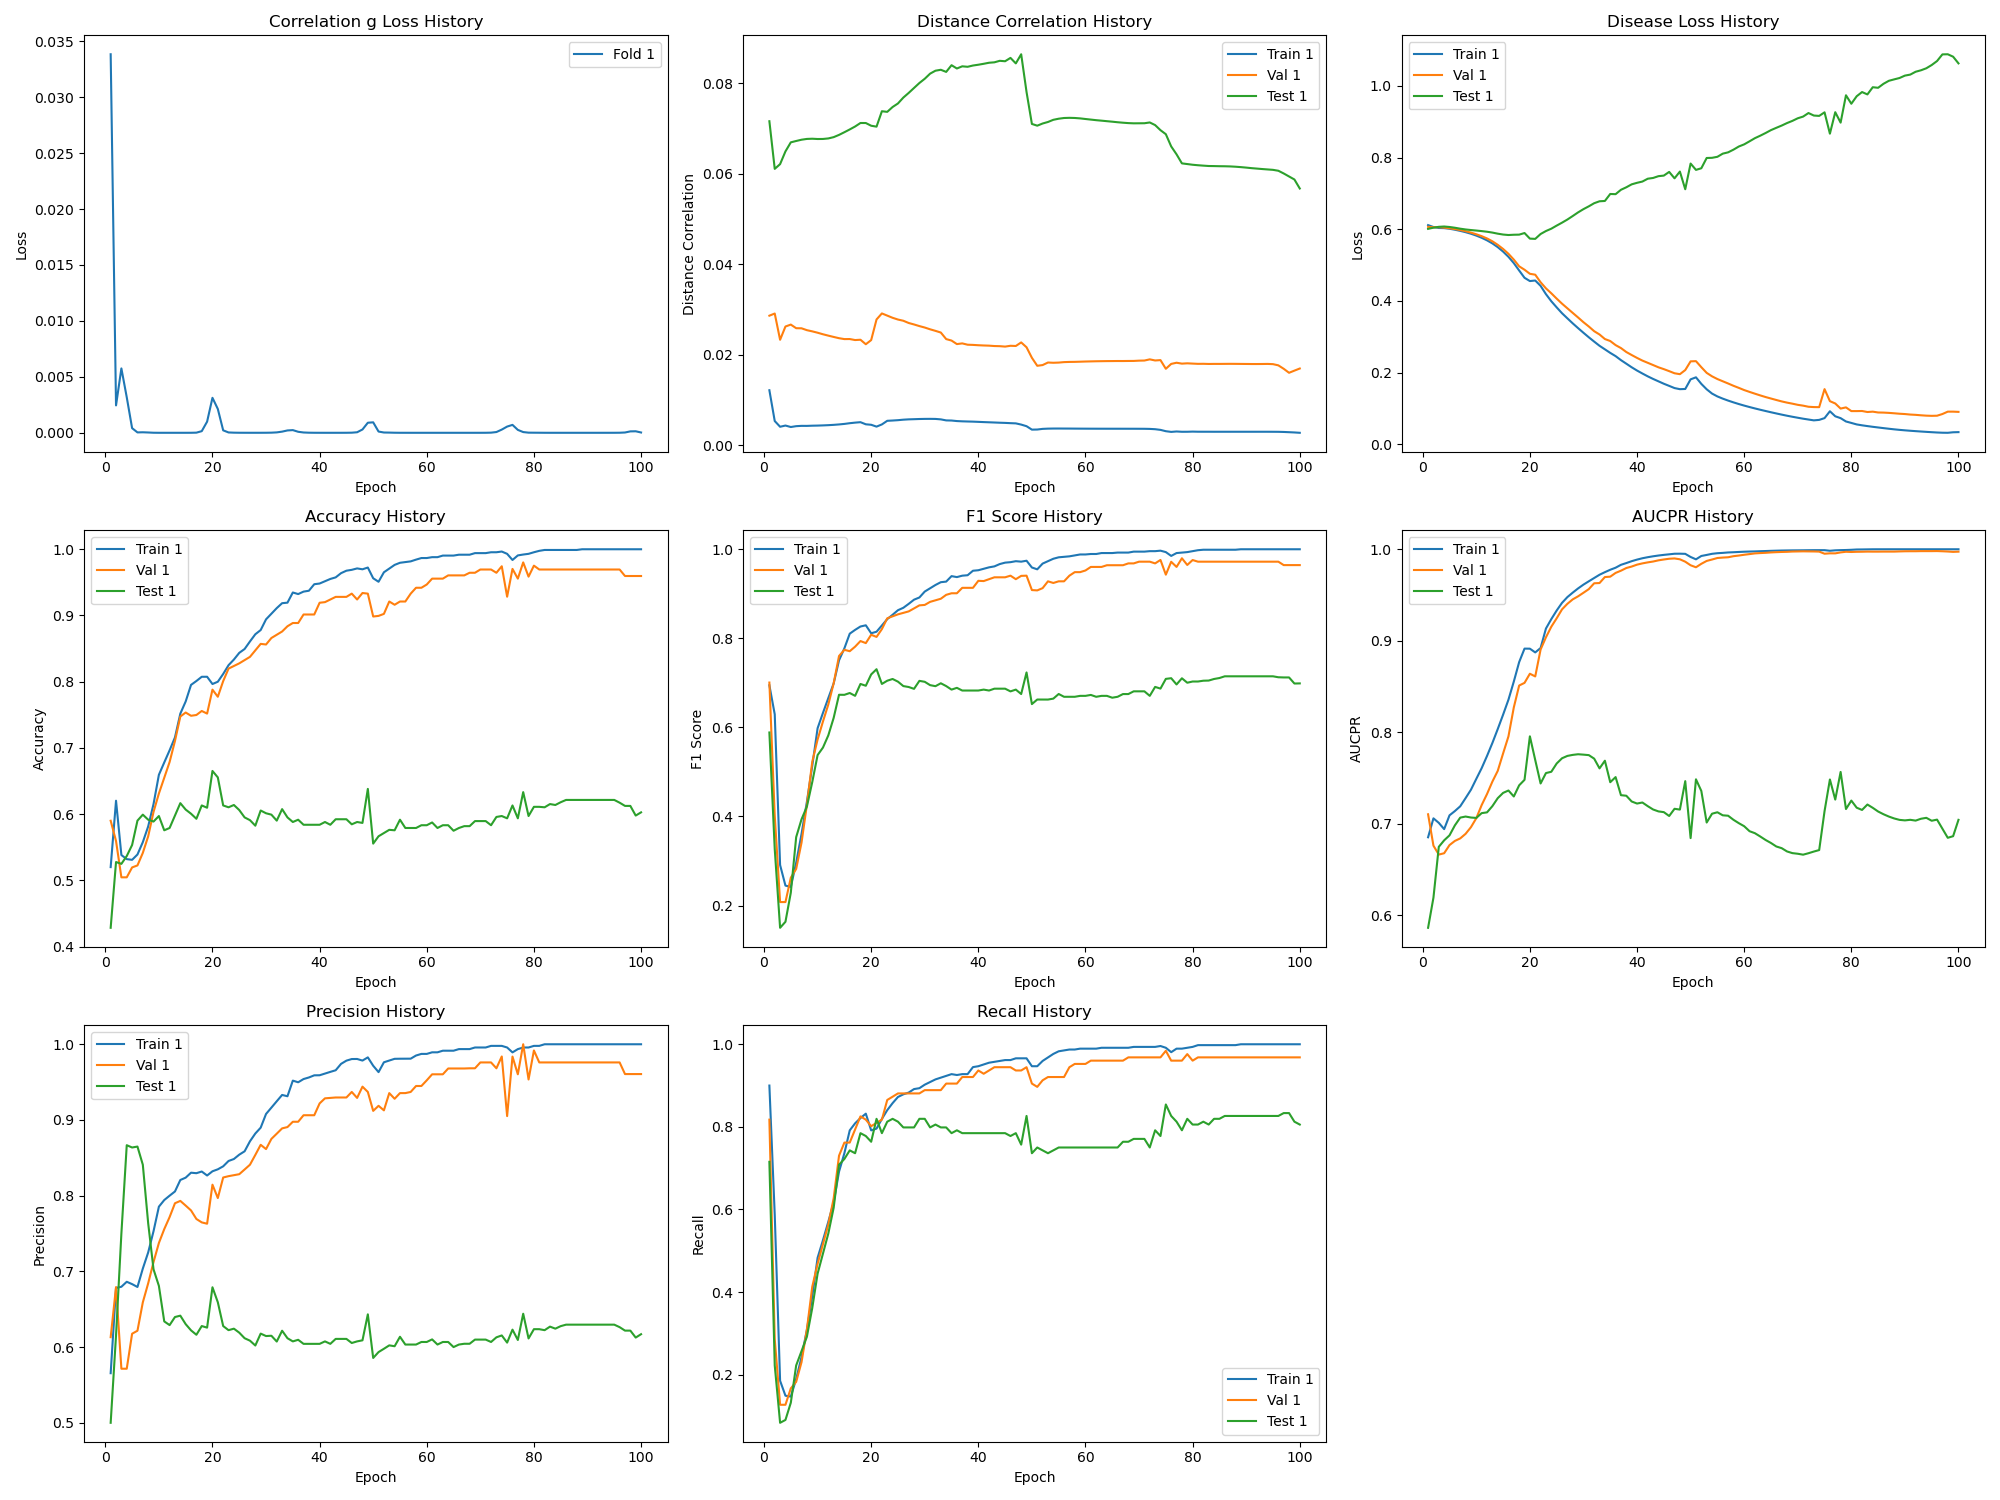 Correlation g Loss History
Loss
0.035
0.030
0.025
0.020
0.015
0.010
0.005
0.000
0 20 40 60 80 100
Epoch
Fold 1
Distance Correlation History
Distance Correlation
0.08
0.06
0.04
0.02
0.00
0 20 40 60 80 100
Epoch
Train 1
Val 1
Test 1
Disease Loss History
Loss
1.0
0.8
0.6
0.4
0.2
0.0
0 20 40 60 80 100
Epoch
Train 1
Val 1
Test 1
Accuracy History
Accuracy
1.0
0.9
0.8
0.7
0.6
0.5
0.4
0 20 40 60 80 100
Epoch
Train 1
Val 1
Test 1
F1 Score History
F1 Score
1.0
0.8
0.6
0.4
0.2
0 20 40 60 80 100
Epoch
Train 1
Val 1
Test 1
AUCPR History
AUCPR
1.0
0.9
0.8
0.7
0.6
0 20 40 60 80 100
Epoch
Train 1
Val 1
Test 1
Precision History
Precision
1.0
0.9
0.8
0.7
0.6
0.5
0 20 40 60 80 100
Epoch
Train 1
Val 1
Test 1
Recall History
Recall
1.0
0.8
0.6
0.4
0.2
0 20 40 60 80 100
Epoch
Train 1
Val 1
Test 1